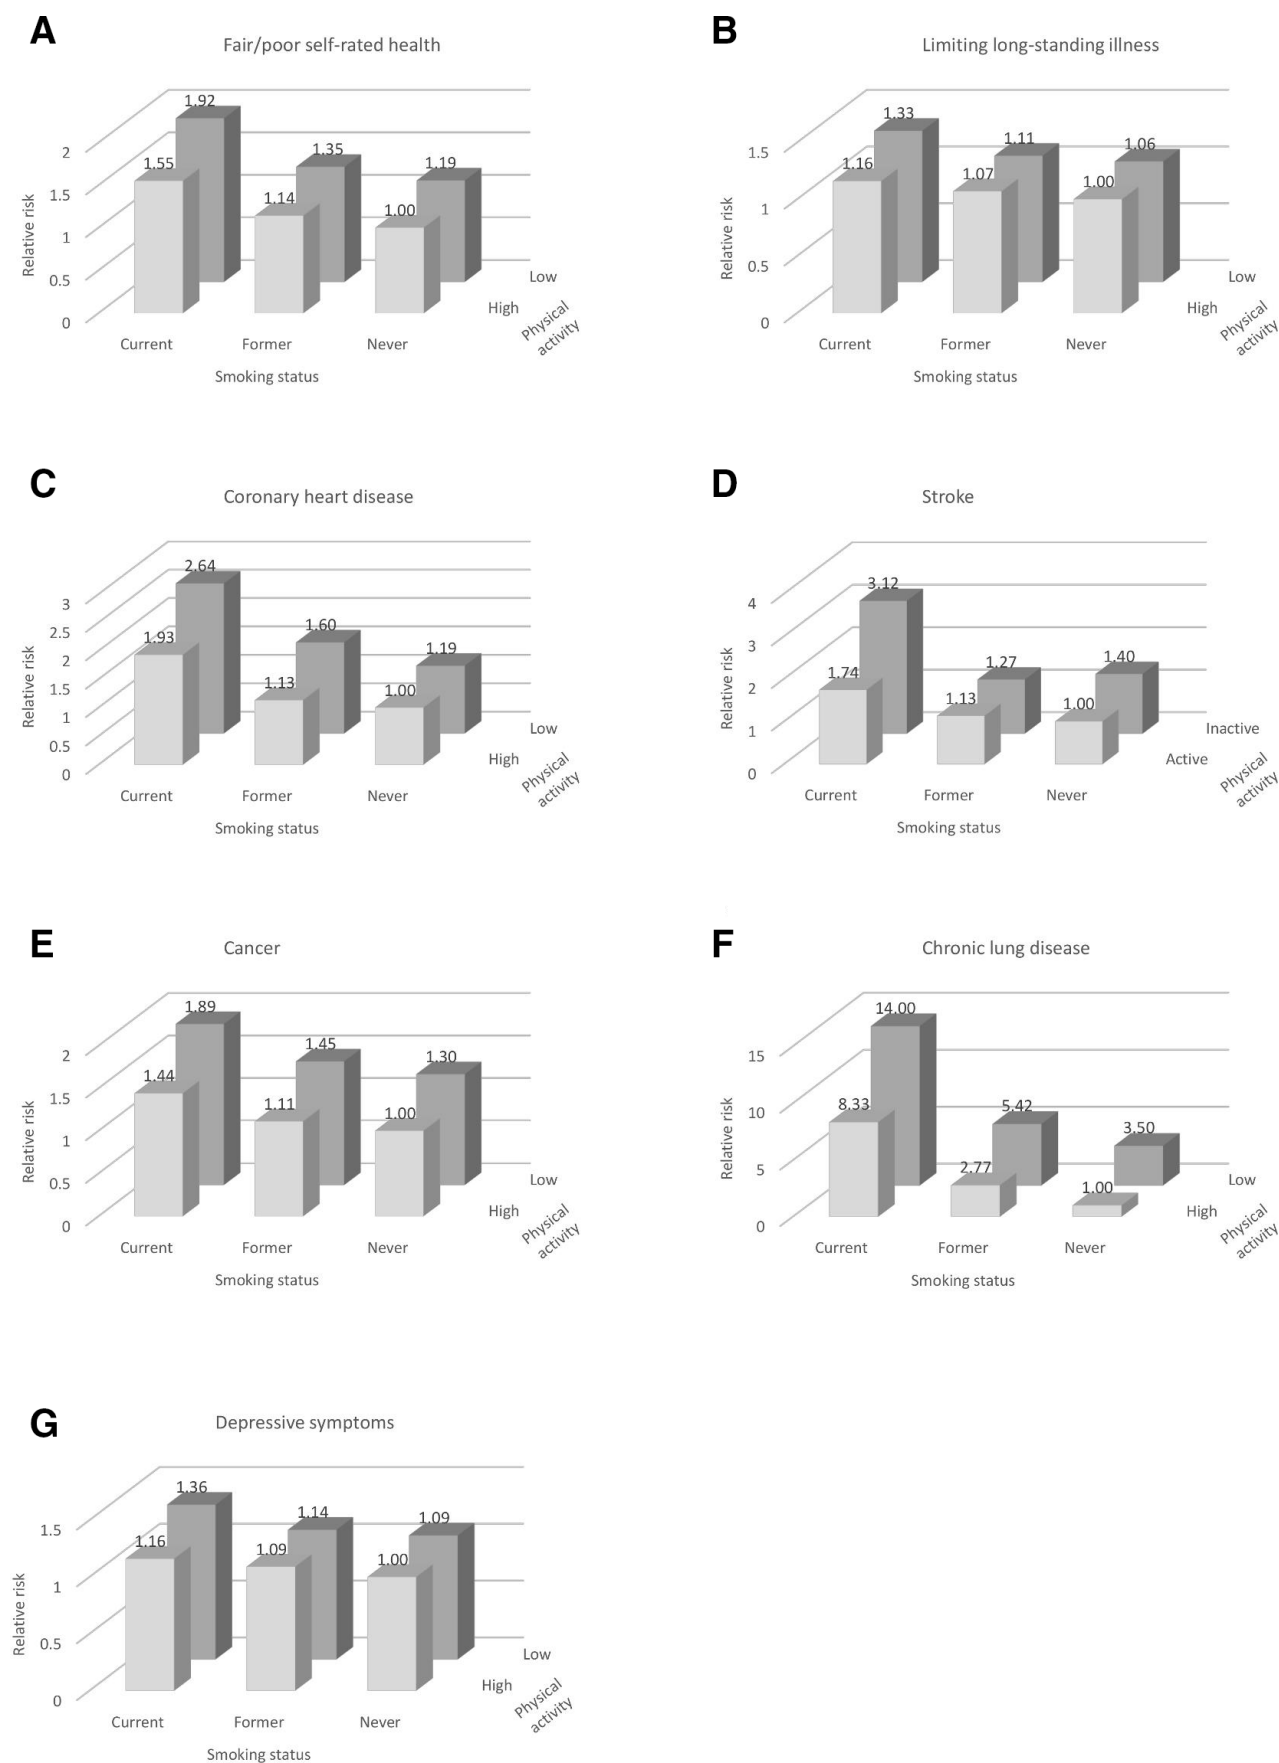 A
Fair/poor self-rated health
1.92
1.55
1.35
1.14
1.19
1.00
2
1.5
1
0.5
0
Relative risk
Low
High
Physical
activity
Current Former Never
Smoking status
B
Limiting long-standing illness
1.33
1.16
1.11
1.07
1.06
1.00
1.5
1
0.5
0
Relative risk
Low
High
Physical
activity
Current Former Never
Smoking status
C
Coronary heart disease
2.64
1.93
1.60
1.13
1.19
1.00
3
2.5
2
1.5
1
0.5
0
Relative risk
Low
High
Physical
activity
Current Former Never
Smoking status
D
Stroke
3.12
1.74
1.27
1.13
1.40
1.00
4
3
2
1
0
Relative risk
Inactive
Active
Physical
activity
Current Former Never
Smoking status
E
Cancer
1.89
1.44
1.45
1.11
1.30
1.00
2
1.5
1
0.5
0
Relative risk
Low
High
Physical
activity
Current Former Never
Smoking status
F
Chronic lung disease
14.00
8.33
5.42
2.77
3.50
1.00
15
10
5
0
Relative risk
Low
High
Physical
activity
Current Former Never
Smoking status
G
Depressive symptoms
1.36
1.16
1.14
1.09
1.09
1.00
1.5
1
0.5
0
Relative risk
Low
High
Physical
activity
Current Former Never
Smoking status